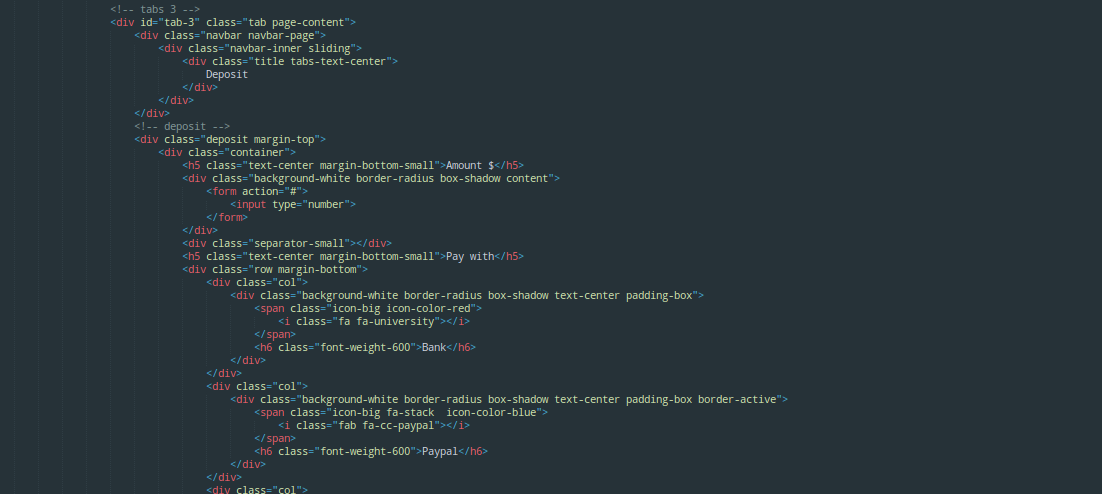 <!-- tabs 3 -->
<div id="tab-3" class="tab page-content">
<div class="navbar navbar-page">
<div class="navbar-inner sliding">
<div class="title tabs-text-center">
Deposit
</div>
</div>
</div>
<!-- deposit -->
<div class="deposit margin-top">
<div class="container">
<h5 class="text-center margin-bottom-small">Amount $</h5>
<div class="background-white border-radius box-shadow content">
<form action="#">
<input type="number">
</form>
</div>
<div class="separator-small"></div>
<h5 class="text-center margin-bottom-small">Pay with</h5>
<div class="row margin-bottom">
<div class="col">
<div class="background-white border-radius box-shadow text-center padding-box">
<span class="icon-big icon-color-red">
<i class="fa fa-university"></i>
</span>
<h6 class="font-weight-600">Bank</h6>
</div>
</div>
<div class="col">
<div class="background-white border-radius box-shadow text-center padding-box border-active">
<span class="icon-big fa-stack  icon-color-blue">
<i class="fab fa-cc-paypal"></i>
</span>
<h6 class="font-weight-600">Paypal</h6>
</div>
</div>
<div class="col">